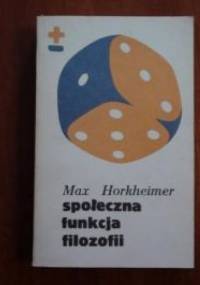 Max Horkheimer
społeczna
funkcja
filozofii